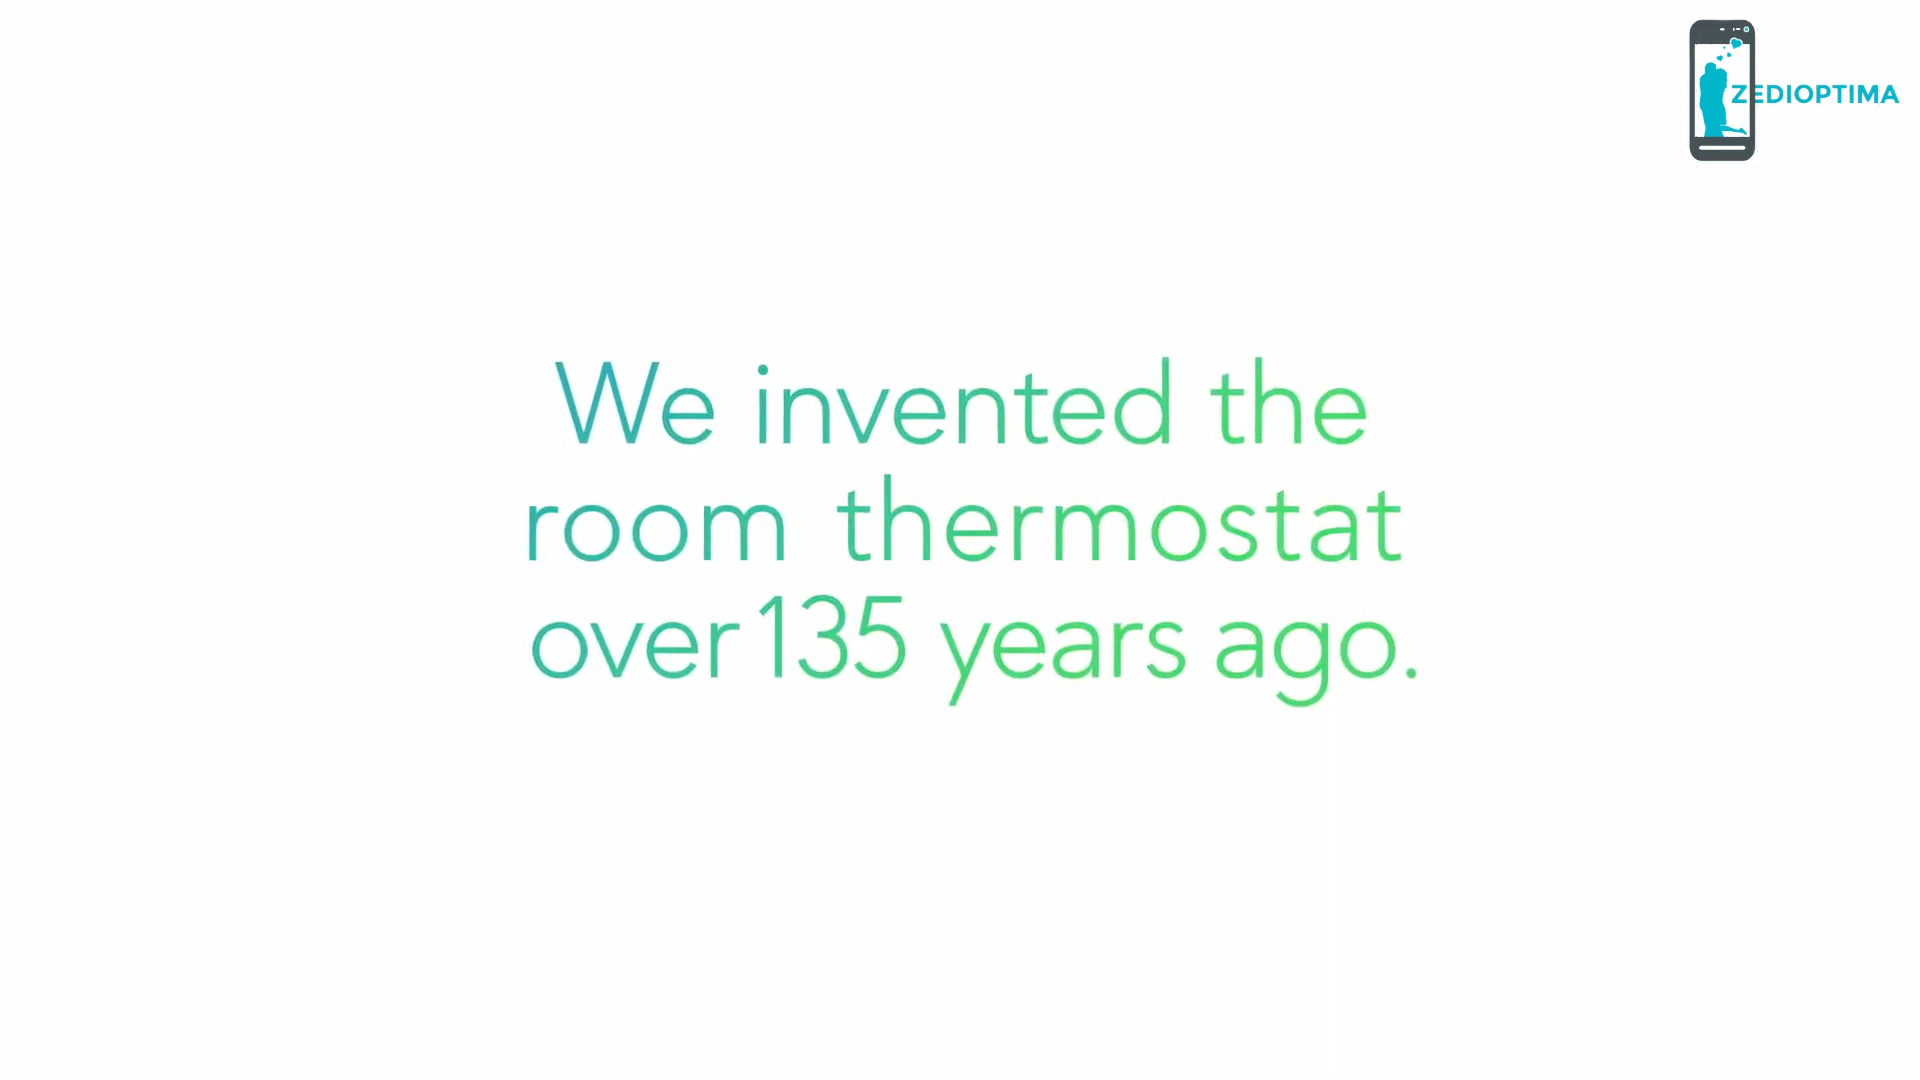 ZEDIOPTIMA
We invented the
room thermostat
over 135 years ago.